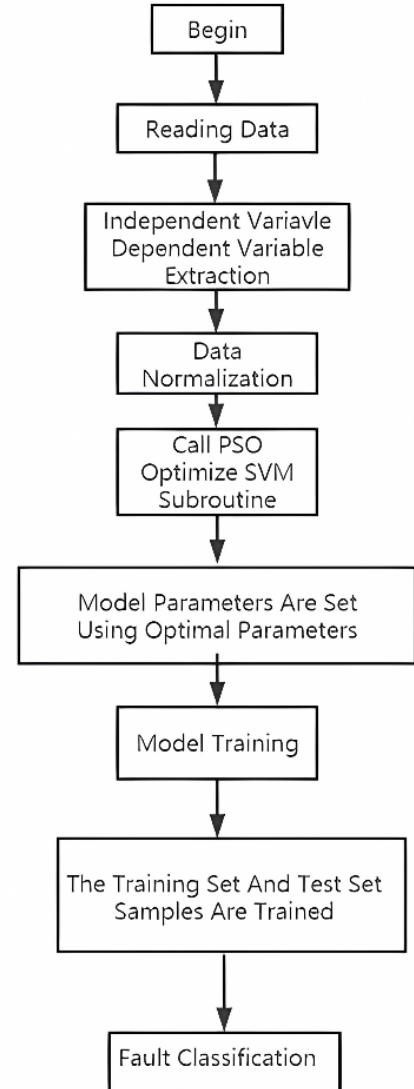 Begin
Reading Data
Independent Variavle
Dependent Variable
Extraction
Data
Normalization
Call PSO
Optimize SVM
Subroutine
Model Parameters Are Set
Using Optimal Parameters
Model Training
The Training Set And Test Set
Samples Are Trained
Fault Classification